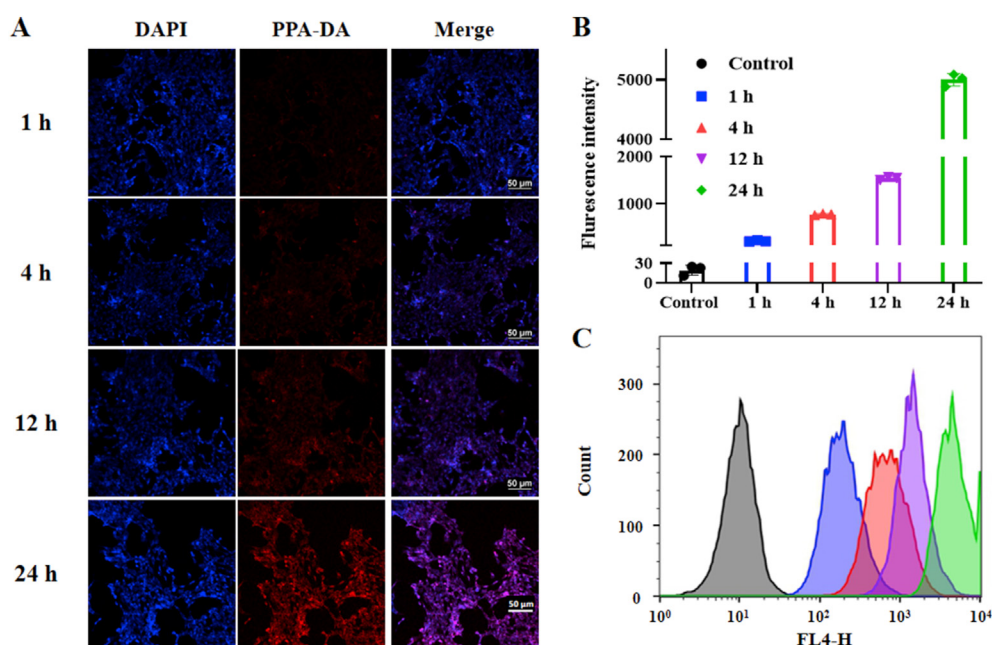 A
DAPI PPA-DA Merge
1 h
50 μm
4 h
50 μm
12 h
50 μm
24 h
50 μm
B
Flurescence intensity
5000
4000
2000
1000
30
0
Control
1 h
4 h
12 h
24 h
Control 1 h 4 h 12 h 24 h
C
Count
300
200
100
0
10⁰ 10¹ 10² 10³ 10⁴
FL4-H